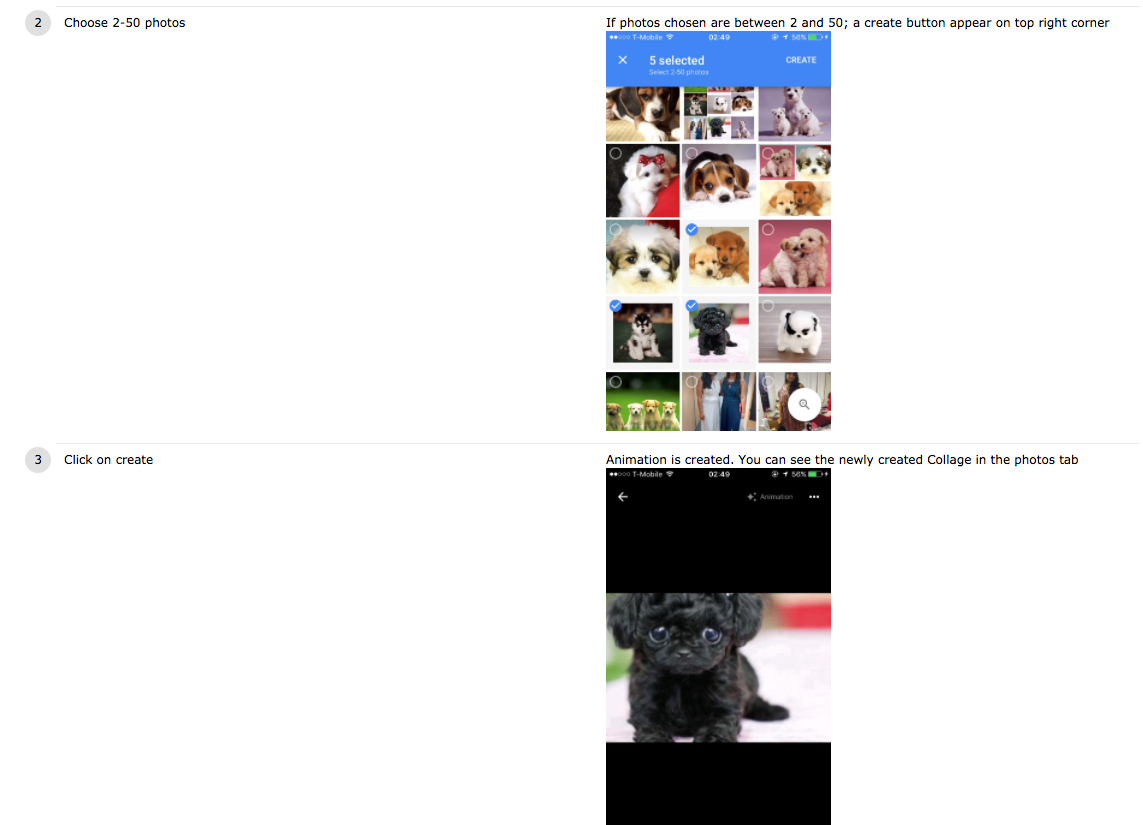 2 Choose 2-50 photos
If photos chosen are between 2 and 50; a create button appear on top right corner
T-Mobile 02:49 56%
5 selected CREATE
Select 2-50 photos
3 Click on create
Animation is created. You can see the newly created Collage in the photos tab
T-Mobile 02:49 56%
Animation